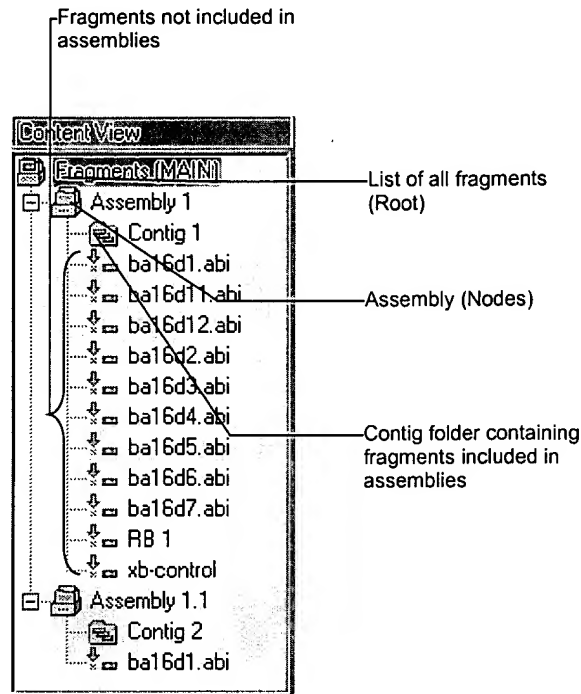 Fragments not included in
assemblies
Content View
Fragments (MAIN)
List of all fragments
(Root)
Assembly 1
Contig 1
ba16d1.abi
ba16d11.abi
Assembly (Nodes)
ba16d12.abi
ba16d2.abi
ba16d3.abi
ba16d4.abi
Contig folder containing
fragments included in
assemblies
ba16d5.abi
ba16d6.abi
ba16d7.abi
RB 1
xb-control
Assembly 1.1
Contig 2
ba16d1.abi